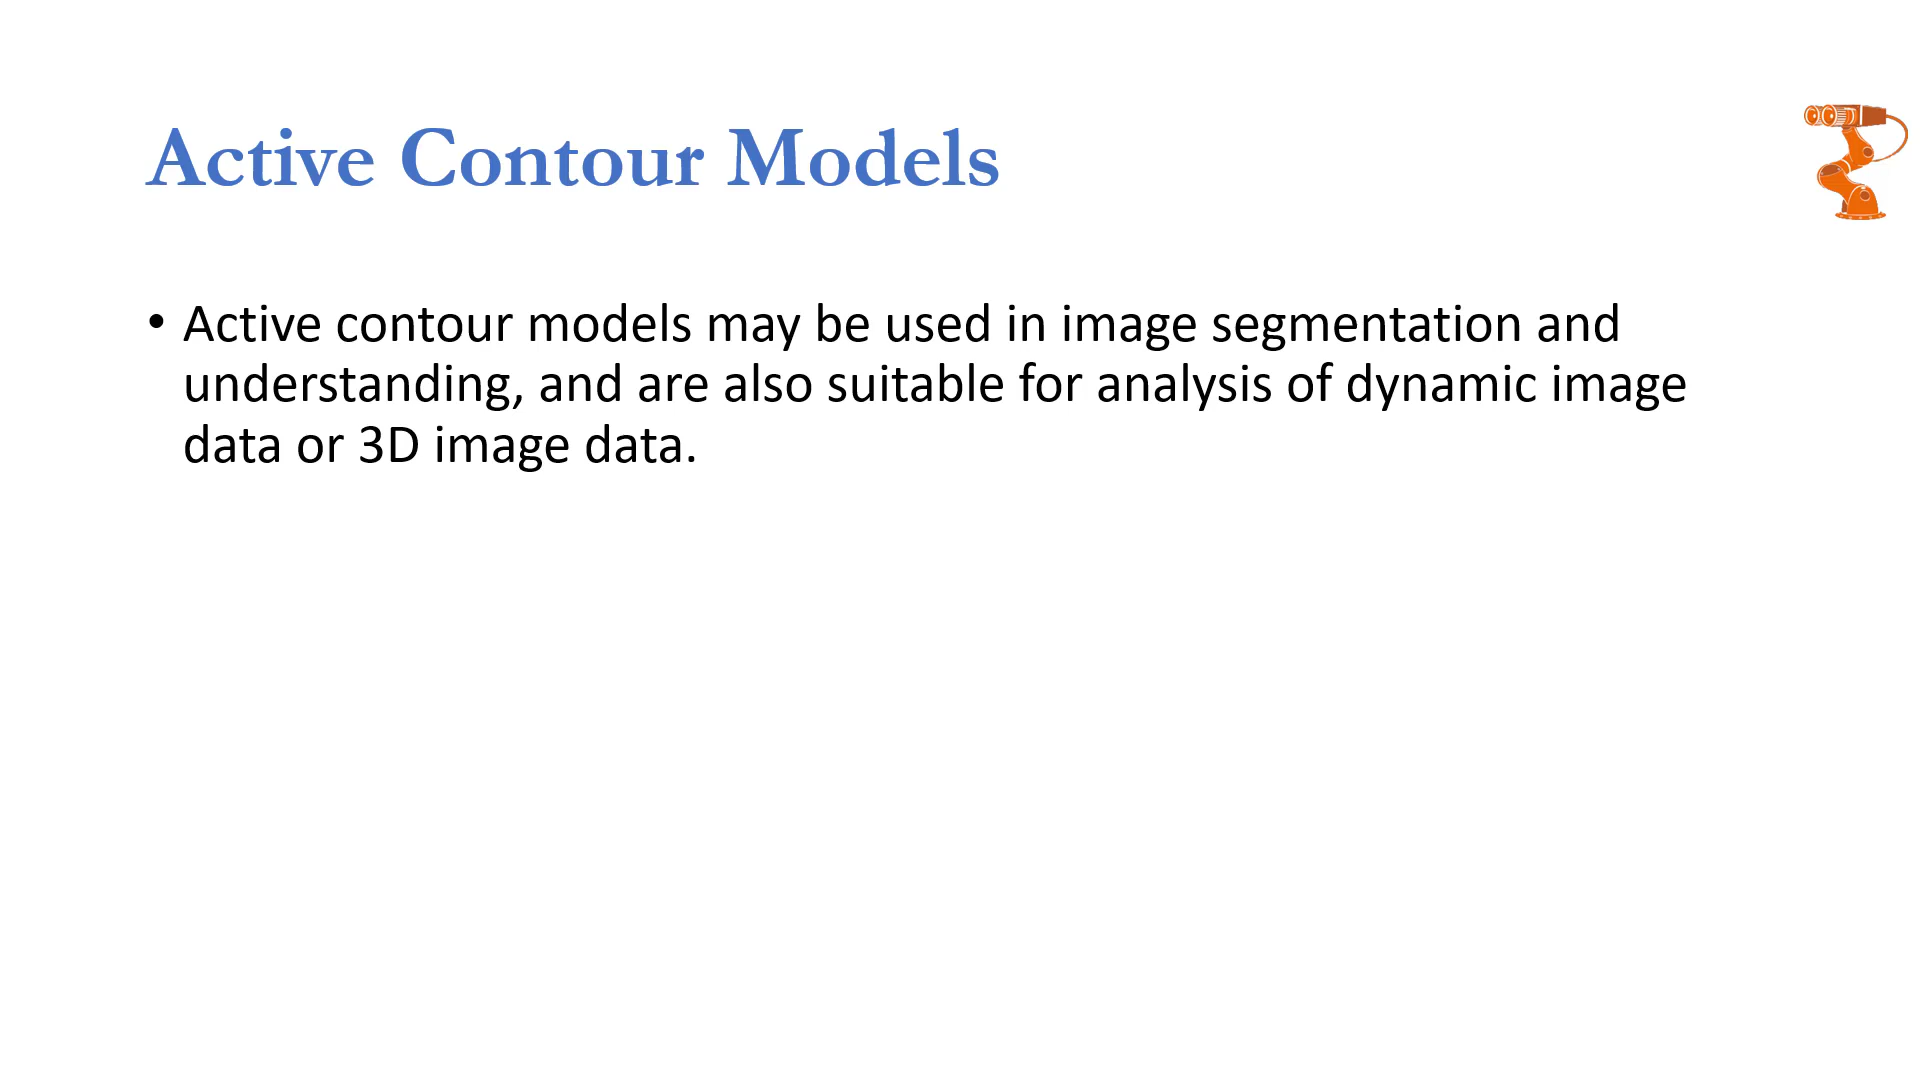 Active Contour Models
• Active contour models may be used in image segmentation and
understanding, and are also suitable for analysis of dynamic image
data or 3D image data.